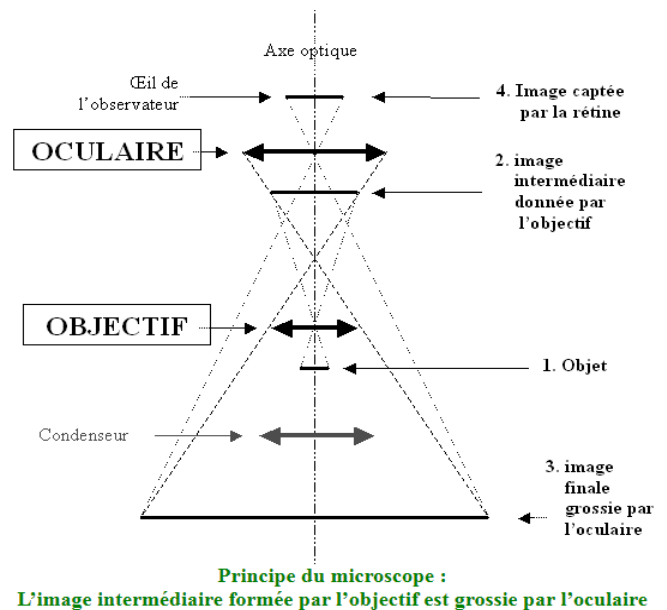 Axe optique
Œil de
l'observateur
4. Image captée
par la rétine
OCULAIRE
2. image
intermédiaire
donnée par
l'objectif
OBJECTIF
1. Objet
Condenseur
3. image
finale
grossie par
l'oculaire
Principe du microscope :
L'image intermédiaire formée par l'objectif est grossie par l'oculaire